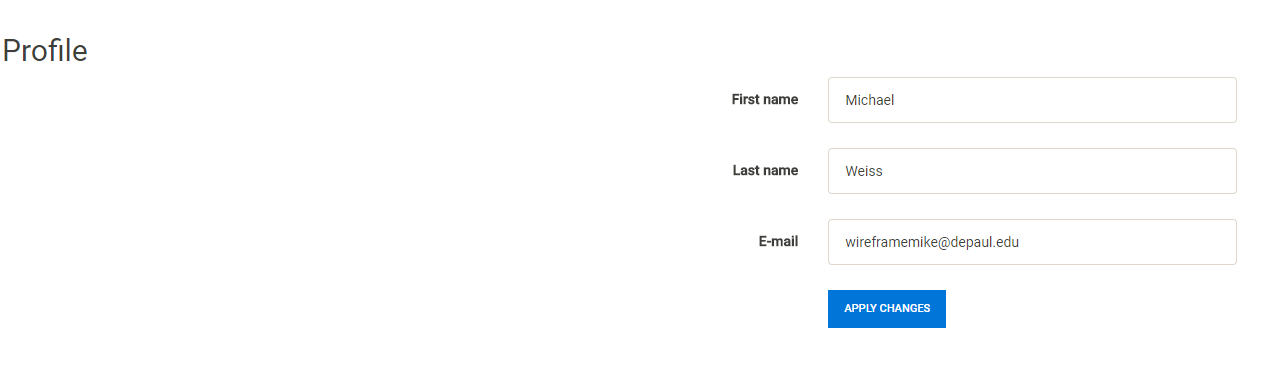 Profile
First name Michael
Last name Weiss
E-mail wireframemike@depaul.edu
APPLY CHANGES